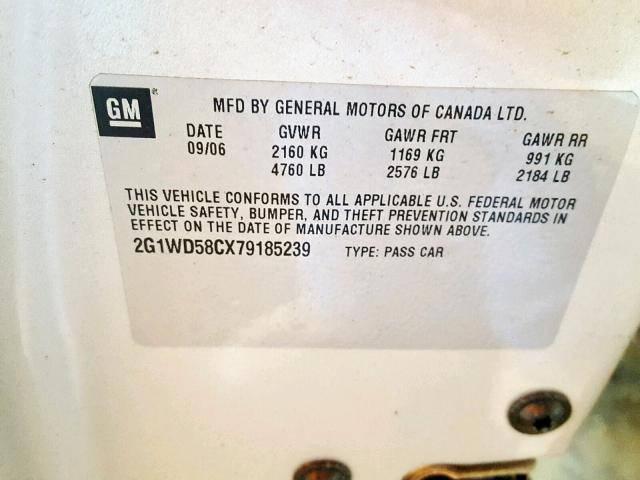 GM®
MFD BY GENERAL MOTORS OF CANADA LTD.
DATE GVWR GAWR FRT GAWR RR
09/06 2160 KG 1169 KG 991 KG
4760 LB 2576 LB 2184 LB
THIS VEHICLE CONFORMS TO ALL APPLICABLE U.S. FEDERAL MOTOR
VEHICLE SAFETY, BUMPER, AND THEFT PREVENTION STANDARDS IN
EFFECT ON THE DATE OF MANUFACTURE SHOWN ABOVE.
2G1WD58CX79185239 TYPE: PASS CAR